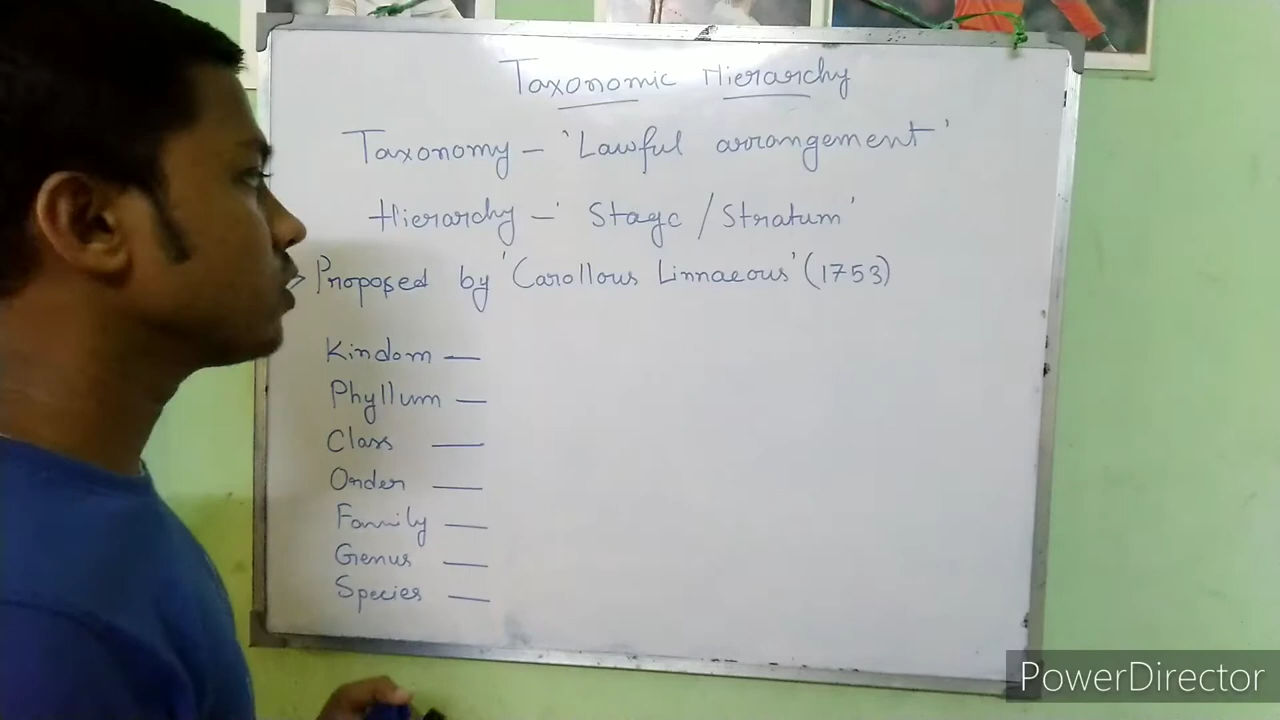 Taxonomic Hierarchy
Taxonomy – 'Lawful arrangement'
Hierarchy – 'Stage / Stratum'
> Proposed by 'Carollous Linnaeous' (1753)
Kindom —
Phyllum —
Class —
Order —
Family —
Genus —
Species —
PowerDirector